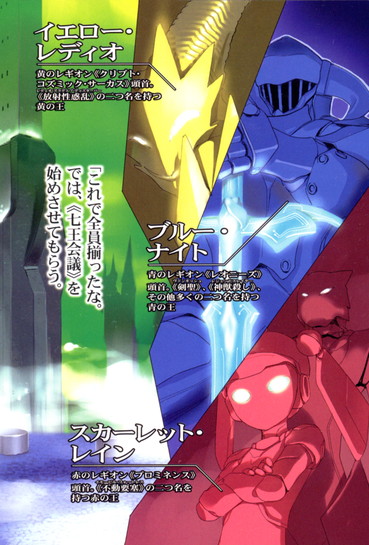 イエロー・
レディオ
黄のレギオン《クリプト・
コズミック・サーカス》頭首。
《放射性惑乱》の二つ名を持つ
黄の王
「これで全員揃ったな。
では、《七王会議》を
始めさせてもらう。
ブルー・
ナイト
青のレギオン《レオニーズ》
頭首。《剣聖》、《神獣殺し》、
その他多くの二つ名を持つ
青の王
スカーレット・
レイン
赤のレギオン《プロミネンス》
頭首。《不動要塞》の二つ名を
持つ赤の王